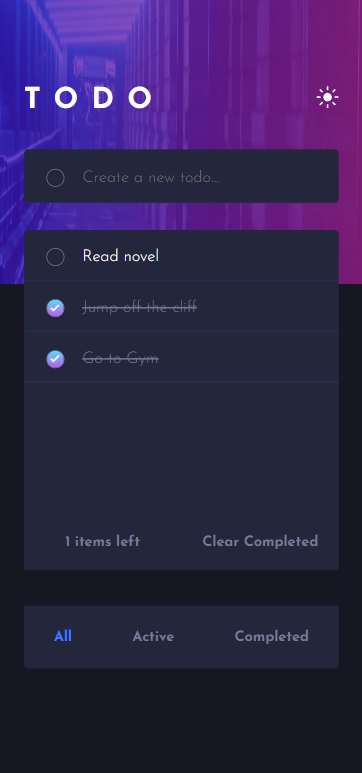 TODO
Create a new todo...
Read novel
Jump off the cliff
Go to Gym
1 items left Clear Completed
All Active Completed